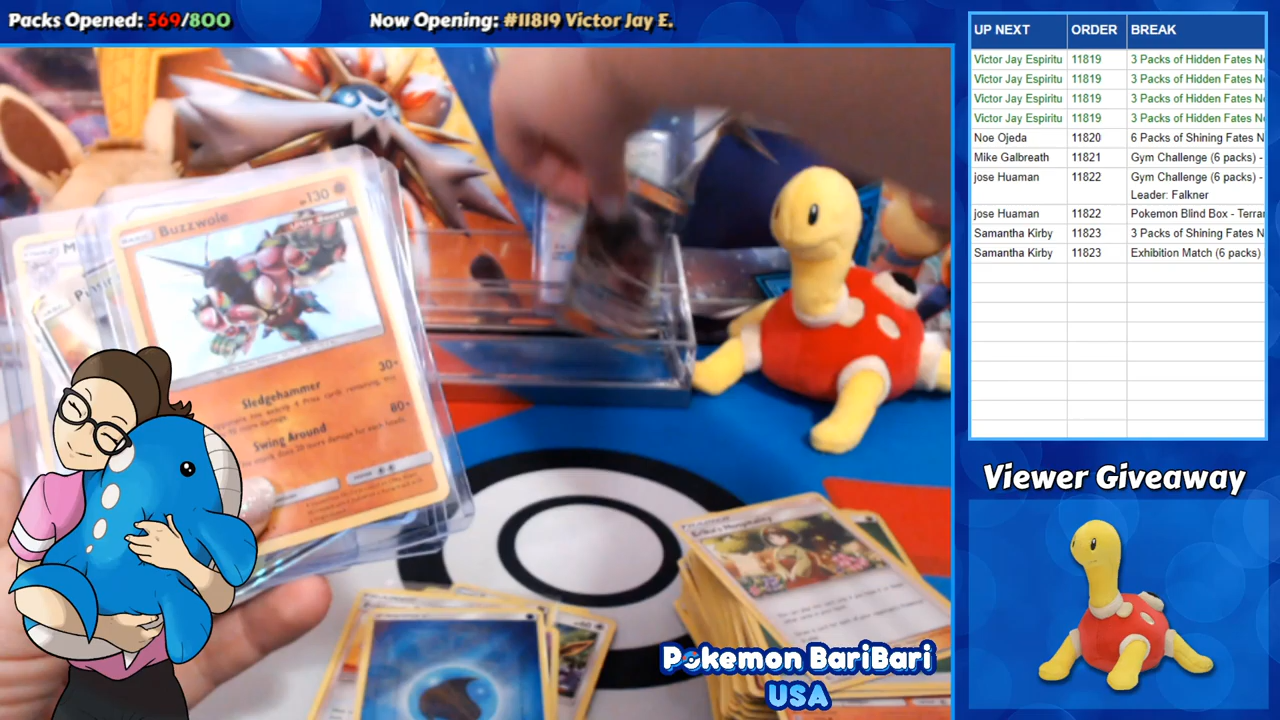 Packs Opened: 569/800
Now Opening: #11819 Victor Jay E.
UP NEXT ORDER BREAK
Victor Jay Espiritu 11819 3 Packs of Hidden Fates
Victor Jay Espiritu 11819 3 Packs of Hidden Fates
Victor Jay Espiritu 11819 3 Packs of Hidden Fates
Victor Jay Espiritu 11819 3 Packs of Hidden Fates
Noe Ojeda 11820 6 Packs of Shining Fates
Mike Galbreath 11821 Gym Challenge (6 packs) -
jose Huaman 11822 Gym Challenge (6 packs) -
Leader: Falkner
jose Huaman 11822 Pokemon Blind Box -
Samantha Kirby 11823 3 Packs of Shining Fates
Samantha Kirby 11823 Exhibition Match (6 packs)
BASIC Buzzwole 130
Sledgehammer 30+
Swing Around 80+
Erika's Hospitality
Viewer Giveaway
Pokemon BariBari
USA